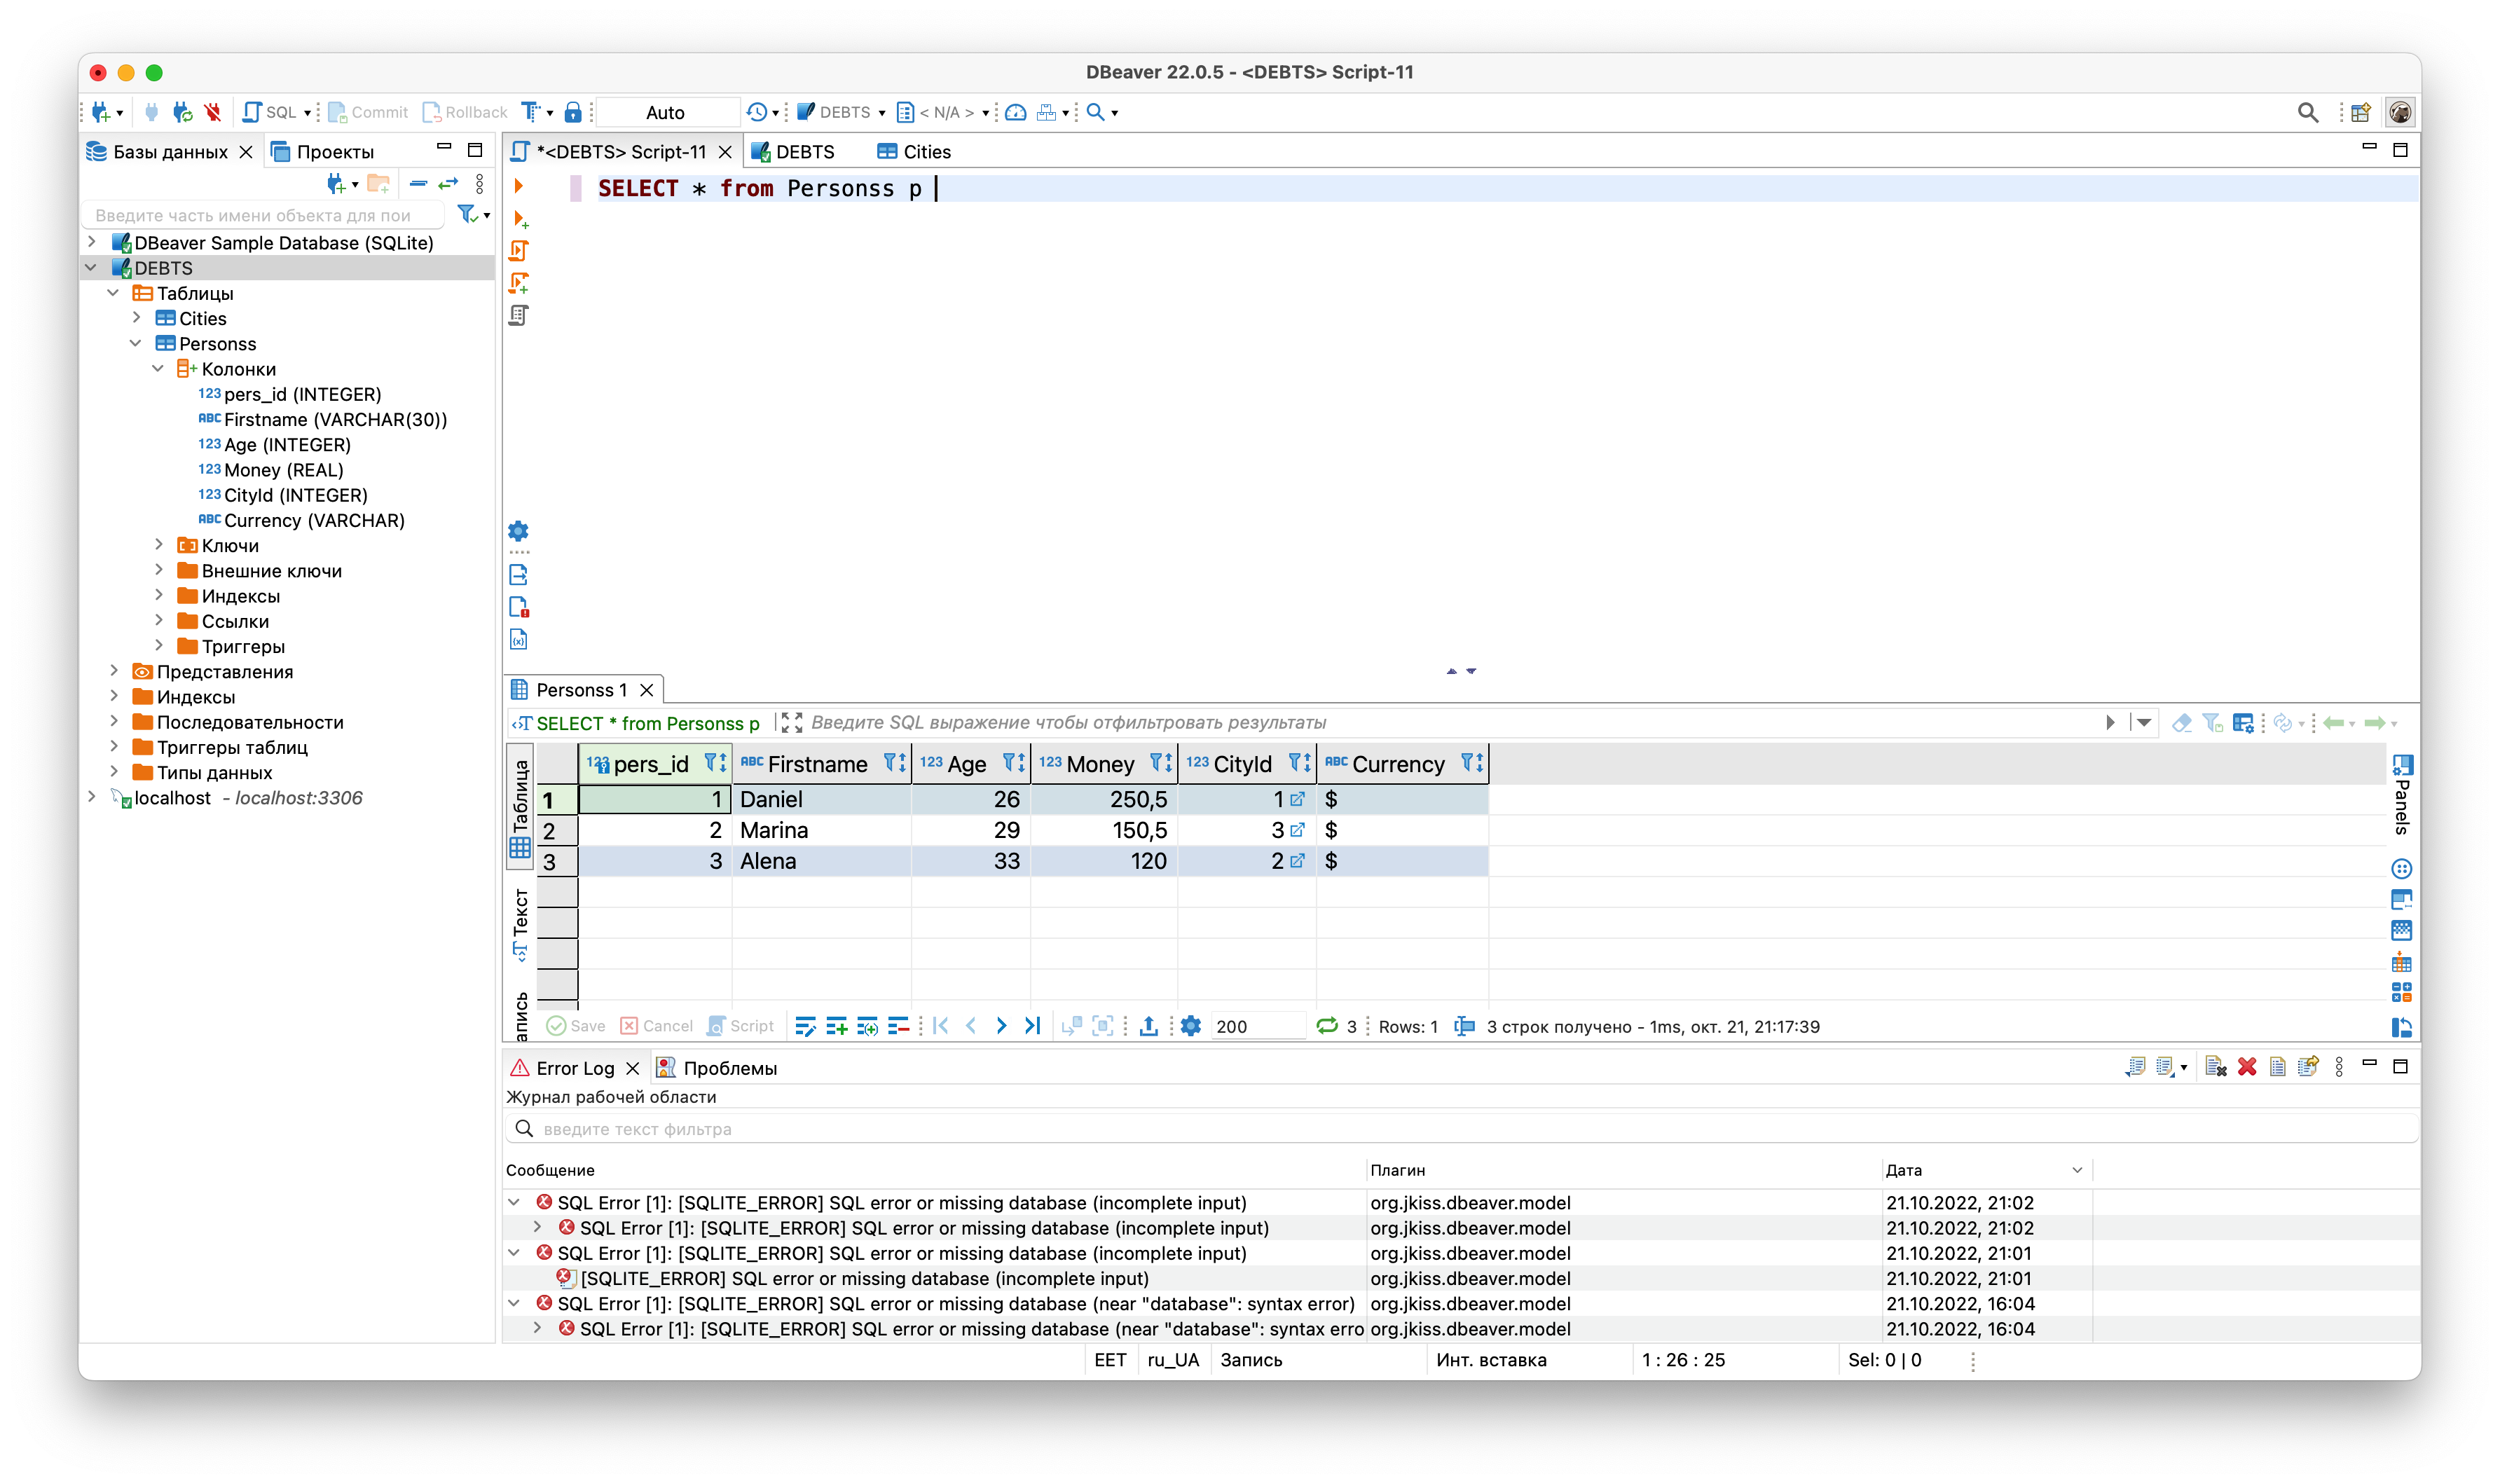 DBeaver 22.0.5 - <DEBTS> Script-11
SQL Commit Rollback Auto DEBTS < N/A >
Базы данных Проекты
Введите часть имени объекта для пои
DBeaver Sample Database (SQLite)
DEBTS
Таблицы
Cities
Personss
Колонки
123 pers_id (INTEGER)
ABC Firstname (VARCHAR(30))
123 Age (INTEGER)
123 Money (REAL)
123 CityId (INTEGER)
ABC Currency (VARCHAR)
Ключи
Внешние ключи
Индексы
Ссылки
Триггеры
Представления
Индексы
Последовательности
Триггеры таблиц
Типы данных
localhost - localhost:3306
*<DEBTS> Script-11 DEBTS Cities
SELECT * from Personss p
Personss 1
SELECT * from Personss p Введите SQL выражение чтобы отфильтровать результаты
Таблица
Текст
апись
123 pers_id ABC Firstname 123 Age 123 Money 123 CityId ABC Currency
1 1 Daniel 26 250,5 1 $
2 2 Marina 29 150,5 3 $
3 3 Alena 33 120 2 $
Panels
Save Cancel Script 200 3 Rows: 1 3 строк получено - 1ms, окт. 21, 21:17:39
Error Log Проблемы
Журнал рабочей области
введите текст фильтра
Сообщение Плагин Дата
SQL Error [1]: [SQLITE_ERROR] SQL error or missing database (incomplete input) org.jkiss.dbeaver.model 21.10.2022, 21:02
SQL Error [1]: [SQLITE_ERROR] SQL error or missing database (incomplete input) org.jkiss.dbeaver.model 21.10.2022, 21:02
SQL Error [1]: [SQLITE_ERROR] SQL error or missing database (incomplete input) org.jkiss.dbeaver.model 21.10.2022, 21:01
[SQLITE_ERROR] SQL error or missing database (incomplete input) org.jkiss.dbeaver.model 21.10.2022, 21:01
SQL Error [1]: [SQLITE_ERROR] SQL error or missing database (near "database": syntax error) org.jkiss.dbeaver.model 21.10.2022, 16:04
SQL Error [1]: [SQLITE_ERROR] SQL error or missing database (near "database": syntax erro org.jkiss.dbeaver.model 21.10.2022, 16:04
EET ru_UA Запись Инт. вставка 1 : 26 : 25 Sel: 0 | 0